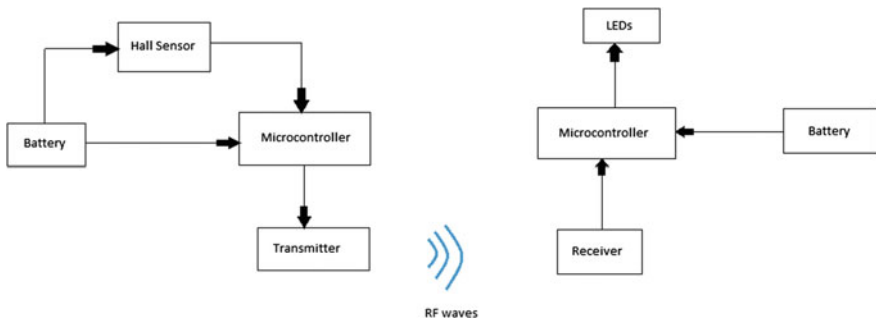 Hall Sensor
Battery
Microcontroller
Transmitter
RF waves
LEDs
Microcontroller
Battery
Receiver